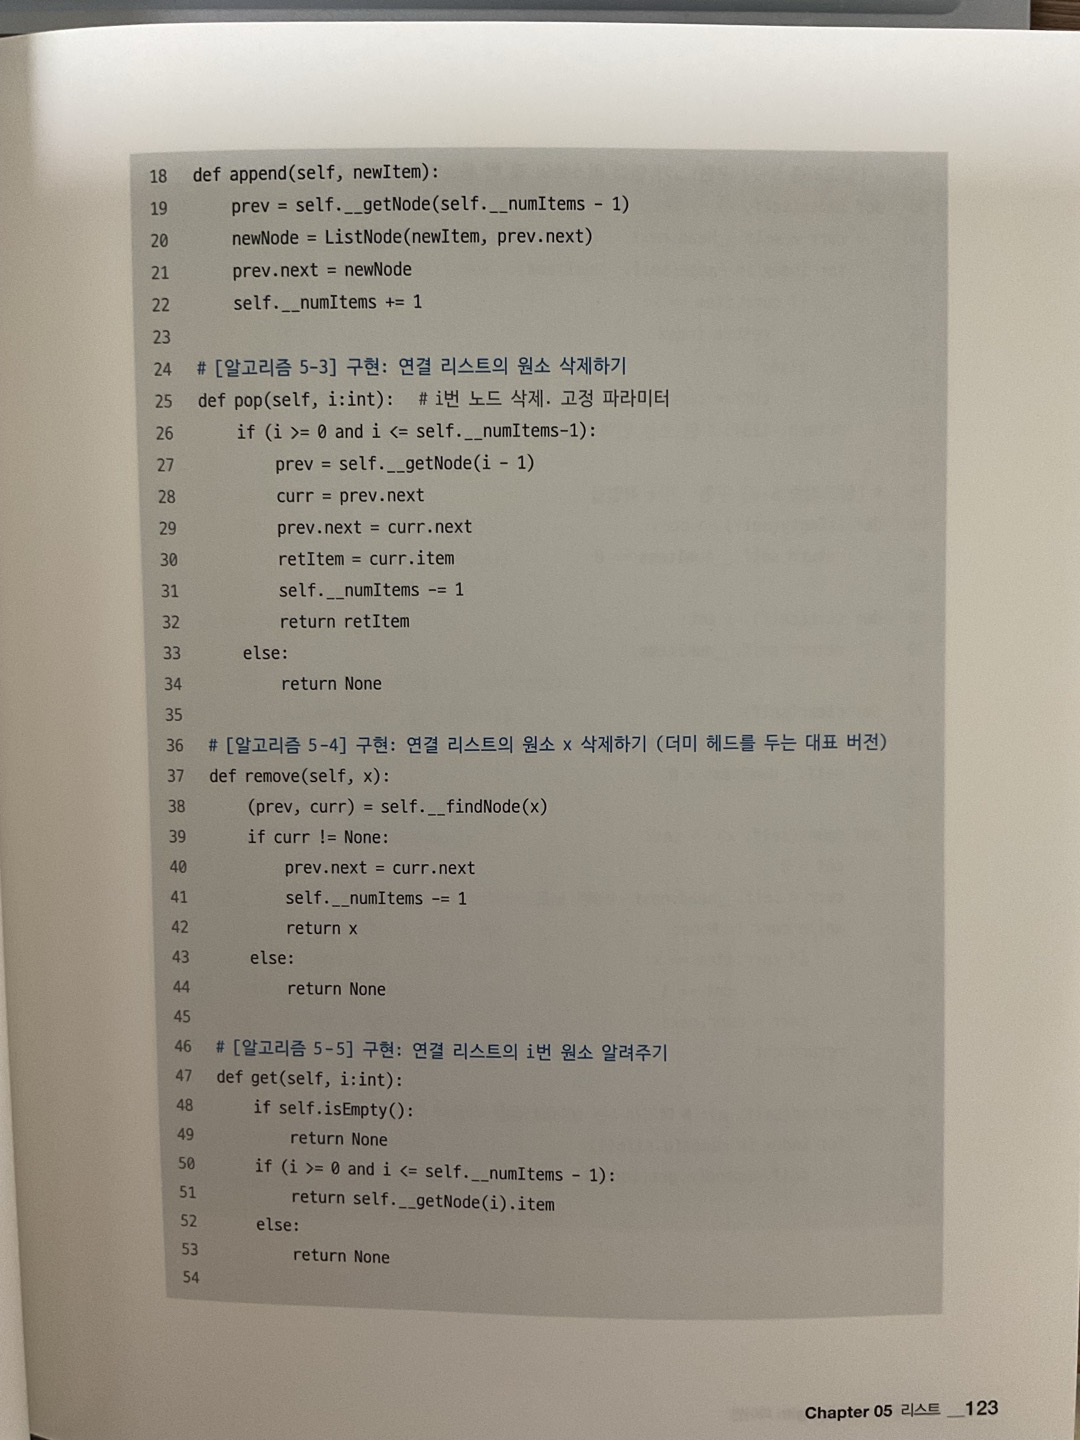 18 def append(self, newItem):
19 prev = self.__getNode(self.__numItems - 1)
20 newNode = ListNode(newItem, prev.next)
21 prev.next = newNode
22 self.__numItems += 1
23
24 # [알고리즘 5-3] 구현: 연결 리스트의 원소 삭제하기
25 def pop(self, i:int): # i번 노드 삭제. 고정 파라미터
26 if (i >= 0 and i <= self.__numItems-1):
27 prev = self.__getNode(i - 1)
28 curr = prev.next
29 prev.next = curr.next
30 retItem = curr.item
31 self.__numItems -= 1
32 return retItem
33 else:
34 return None
35
36 # [알고리즘 5-4] 구현: 연결 리스트의 원소 x 삭제하기 (더미 헤드를 두는 대표 버전)
37 def remove(self, x):
38 (prev, curr) = self.__findNode(x)
39 if curr != None:
40 prev.next = curr.next
41 self.__numItems -= 1
42 return x
43 else:
44 return None
45
46 # [알고리즘 5-5] 구현: 연결 리스트의 i번 원소 알려주기
47 def get(self, i:int):
48 if self.isEmpty():
49 return None
50 if (i >= 0 and i <= self.__numItems - 1):
51 return self.__getNode(i).item
52 else:
53 return None
54
Chapter 05 리스트 __123